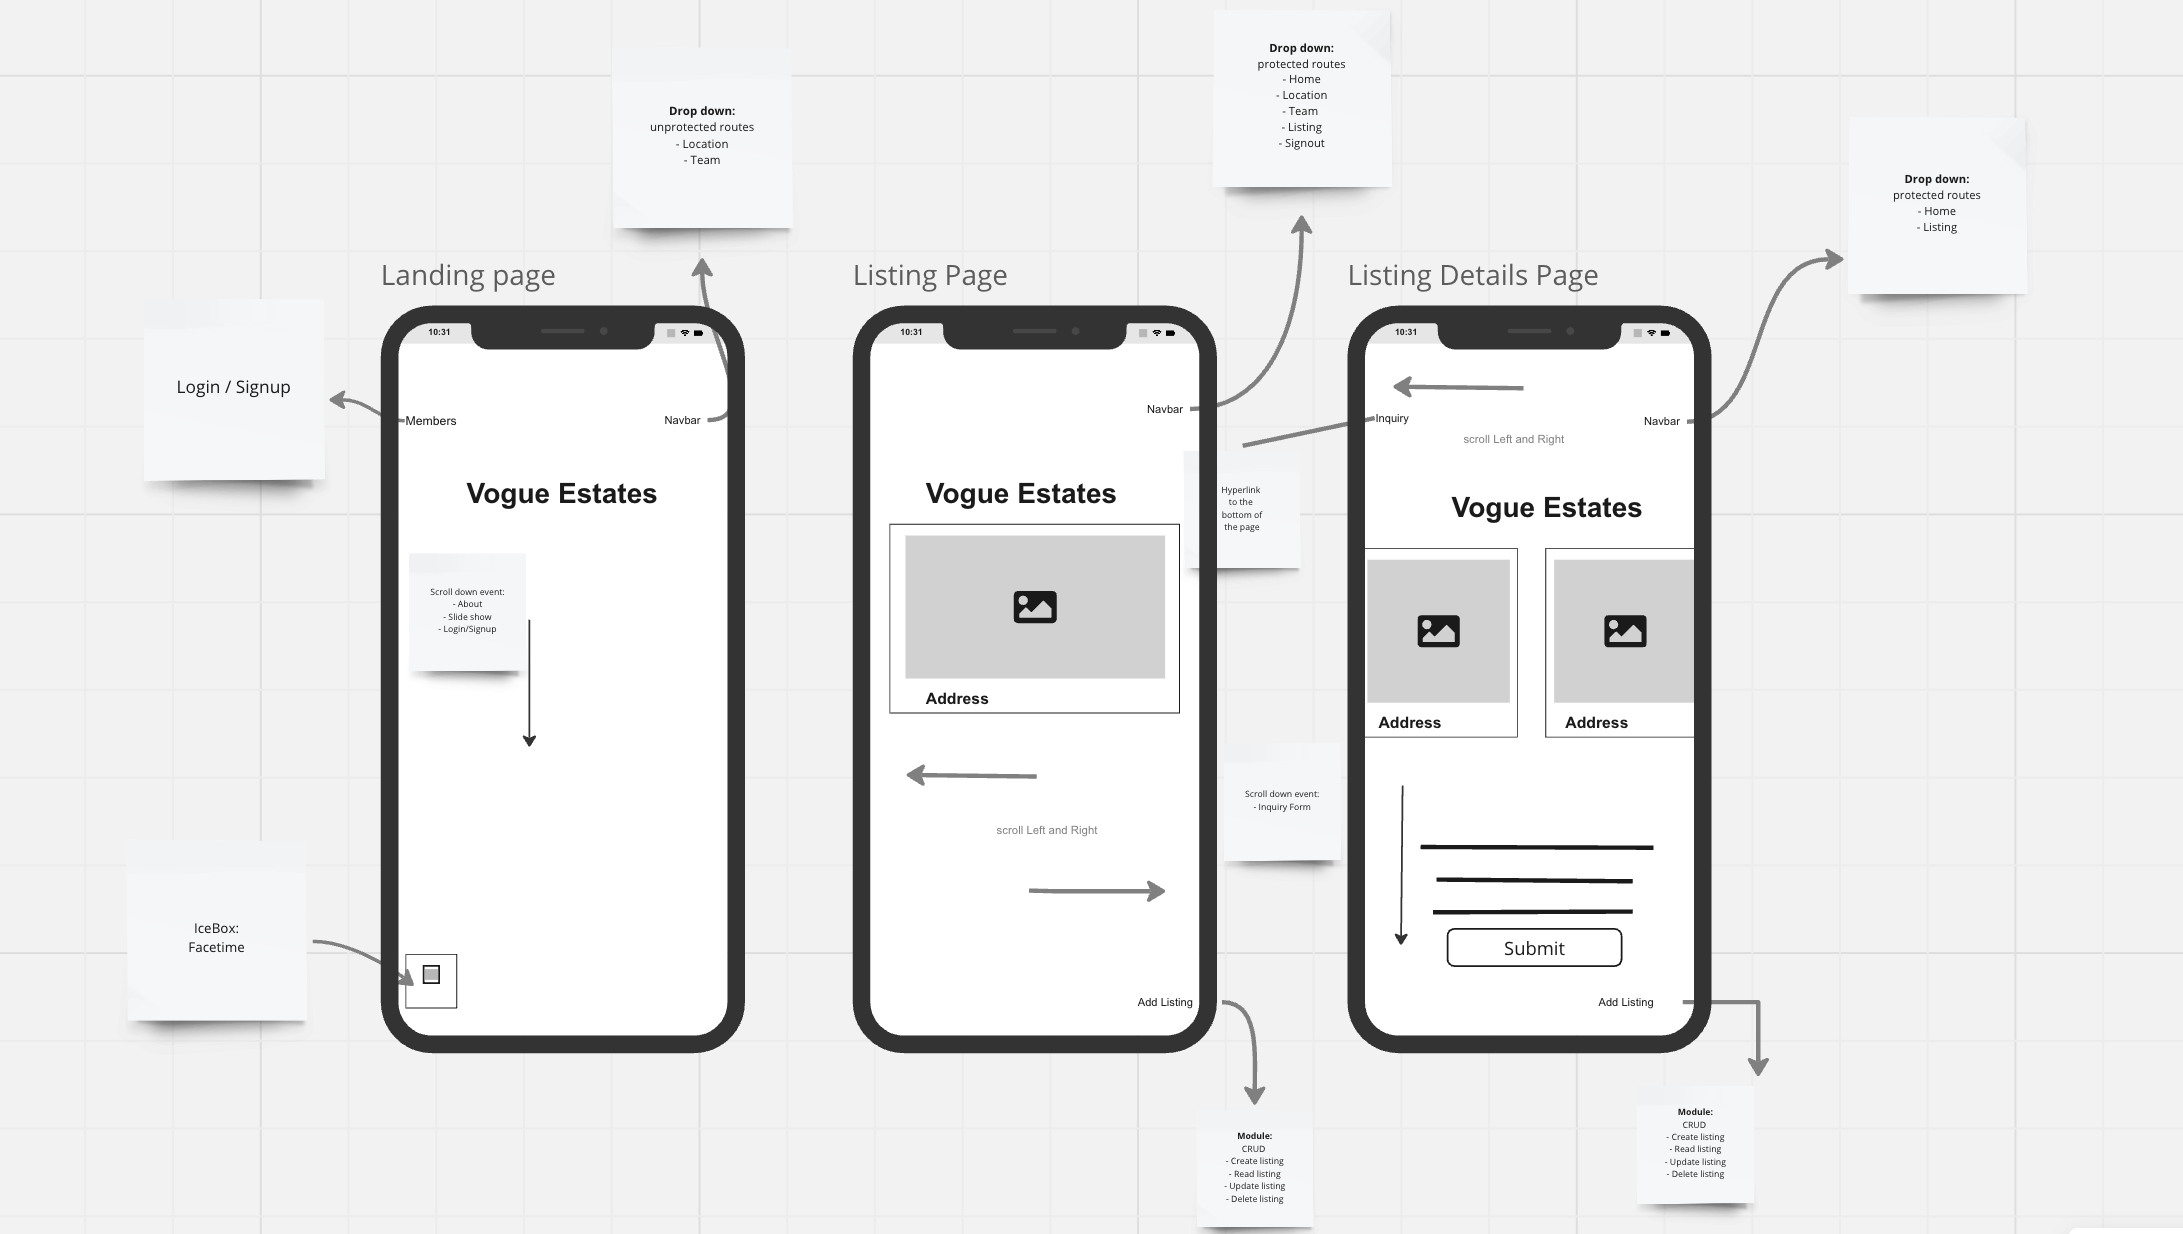 Drop down:
unprotected routes
- Location
- Team
Drop down:
protected routes
- Home
- Location
- Team
- Listing
- Signout
Drop down:
protected routes
- Home
- Listing
Landing page
Listing Page
Listing Details Page
Login / Signup
10:31
Members
Navbar
Vogue Estates
Scroll down event:
- About
- Slide show
- Login/Signup
IceBox:
Facetime
10:31
Navbar
Vogue Estates
Address
scroll Left and Right
Add Listing
Hyperlink
to the
bottom of
the page
Scroll down event:
- Inquiry Form
10:31
Inquiry
Navbar
scroll Left and Right
Vogue Estates
Address
Address
Submit
Add Listing
Module:
CRUD
- Create listing
- Read listing
- Update listing
- Delete listing
Module:
CRUD
- Create listing
- Read listing
- Update listing
- Delete listing